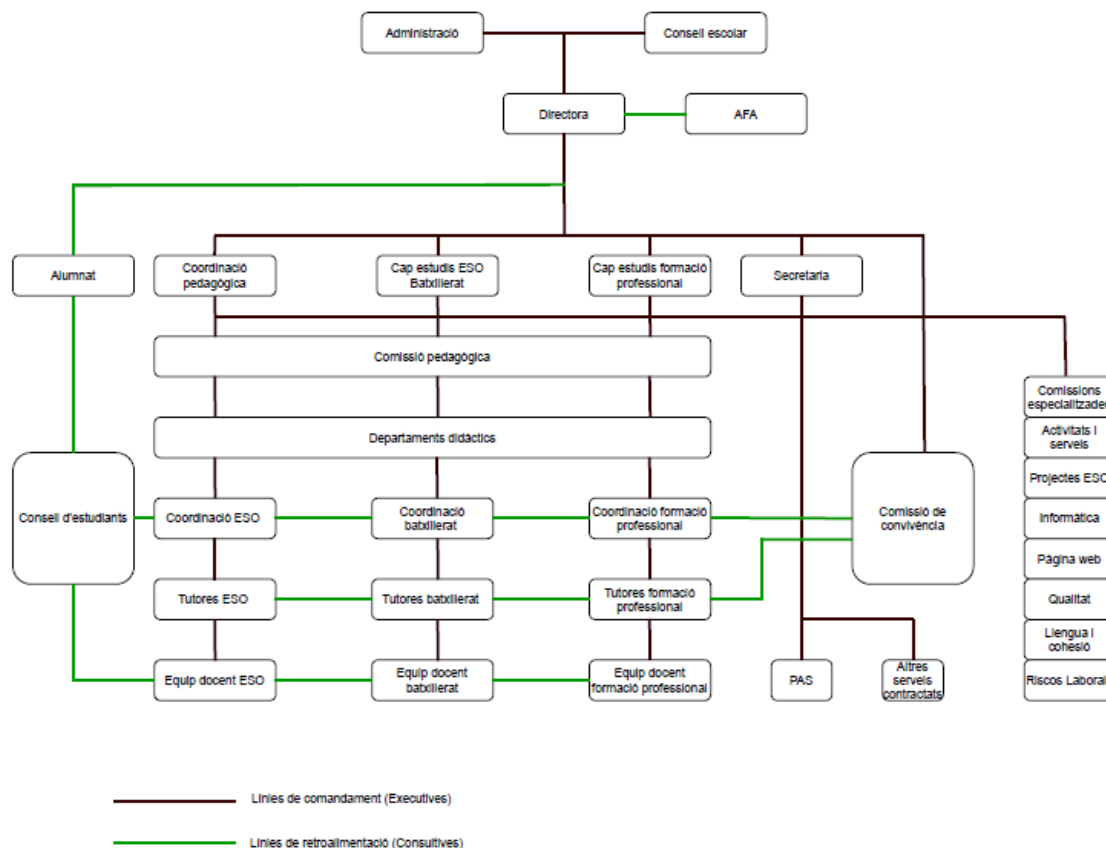 Administració
Consell escolar
Directora
AFA
Alumnat
Coordinació
pedagògica
Cap estudis ESO
Batxillerat
Cap estudis formació
professional
Secretaria
Comissió pedagògica
Departaments didàctics
Comissions
especialitzades
Activitats i
serveis
Projectes ESO
Informàtica
Pàgina web
Qualitat
Llengua i
cohesió
Riscos Laborals
Consell d'estudiants
Coordinació ESO
Coordinació
batxillerat
Coordinació formació
professional
Comissió de
convivència
Tutores ESO
Tutores batxillerat
Tutores formació
professional
Equip docent ESO
Equip docent
batxillerat
Equip docent
formació professional
PAS
Altres
serveis
contractats
Línies de comandament (Executives)
Línies de retroalimentació (Consultives)